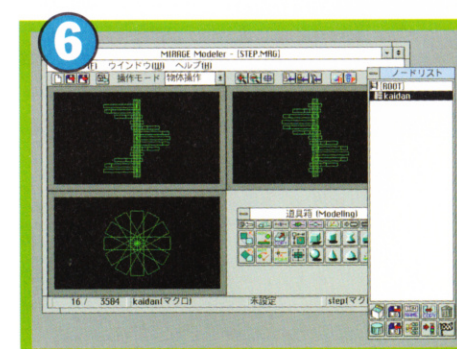 6
MIRAGE Modeler - [STEP.MRG]
ウインドウ(W) ヘルプ(H)
操作モード 物体操作
ノードリスト
[ROOT]
kaidan
道具箱 (Modeling)
16 / 3584 kaidan(マクロ) 未設定 step(マク